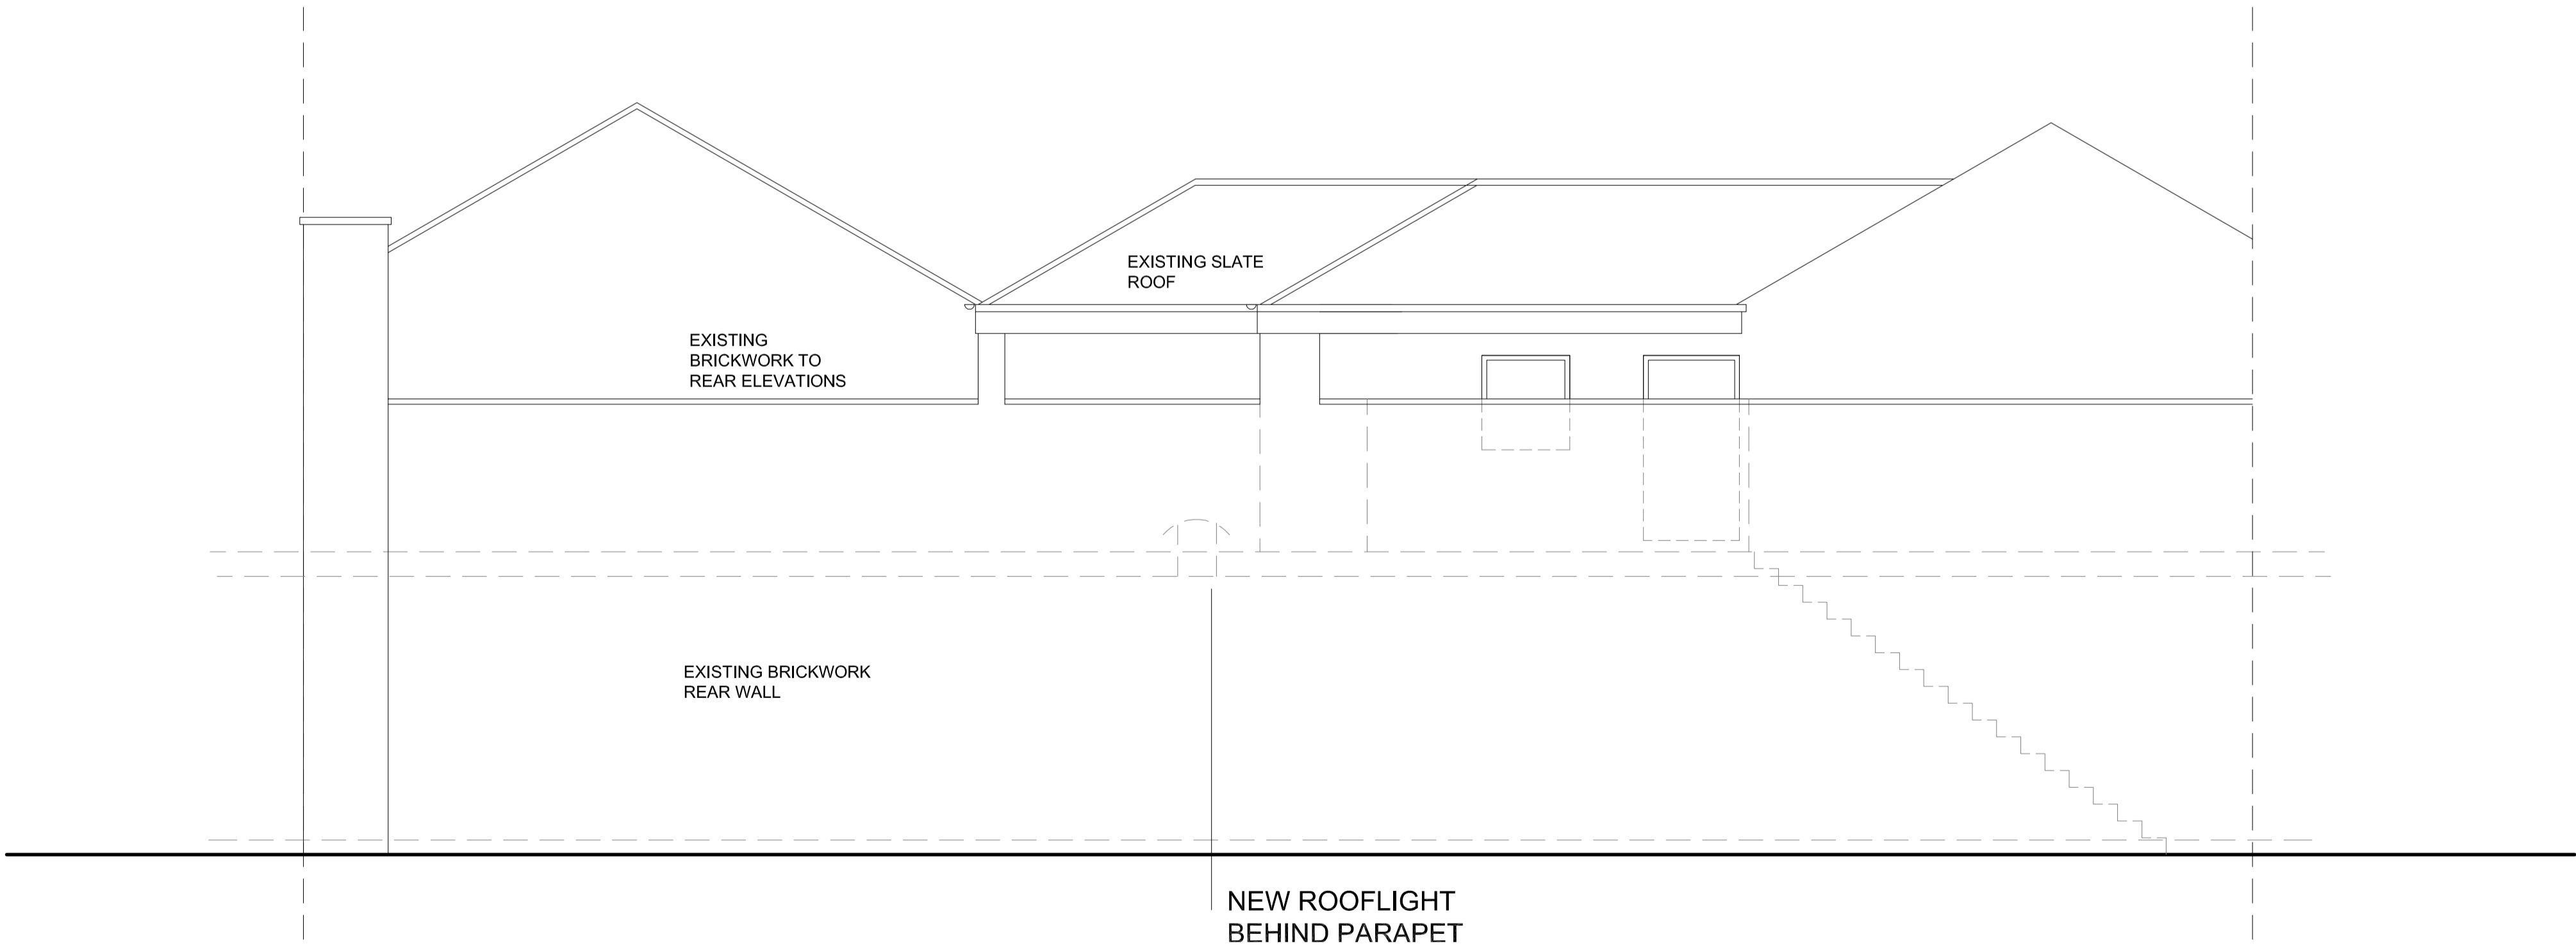 EXISTING SLATE
ROOF
EXISTING
BRICKWORK TO
REAR ELEVATIONS
EXISTING BRICKWORK
REAR WALL
NEW ROOFLIGHT
BEHIND PARAPET